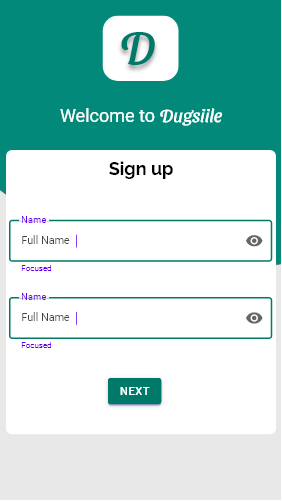 D
Welcome to Dugsiile
Sign up
Name
Full Name
Focused
Name
Full Name
Focused
NEXT